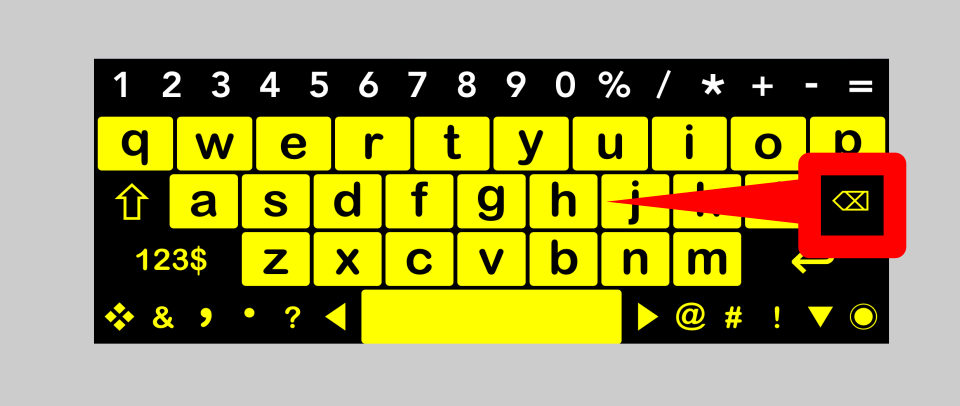 1 2 3 4 5 6 7 8 9 0 % / * + - =
q w e r t y u i o p
a s d f g h j k
123$ z x c v b n m
& , . ? @ # !